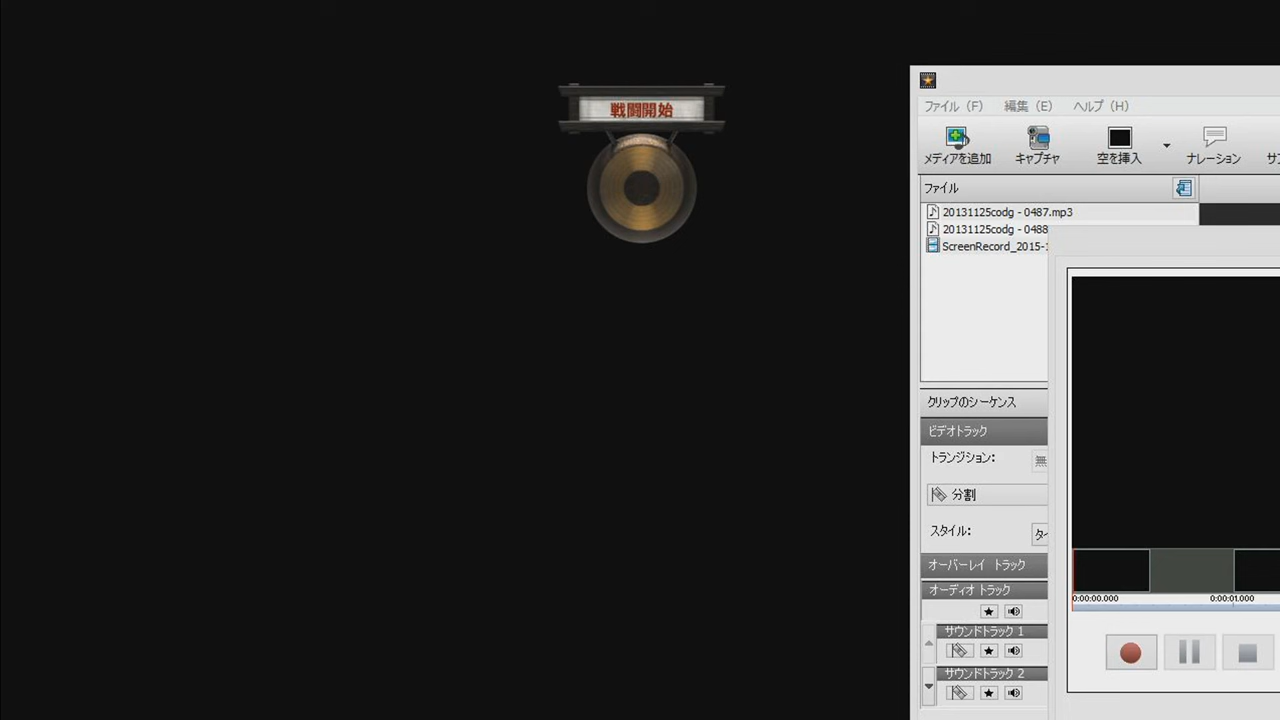 戦闘開始
ファイル (F) 編集 (E) ヘルプ (H)
メディアを追加 キャプチャ 空を挿入 ナレーション
ファイル
20131125codg - 0487.mp3
20131125codg - 0488
ScreenRecord_2015-
クリップのシーケンス
ビデオトラック
トランジション: 無
分割
スタイル:
オーバーレイ トラック
オーディオ トラック
0:00:00.000 0:00:01.000
サウンドトラック 1
サウンドトラック 2